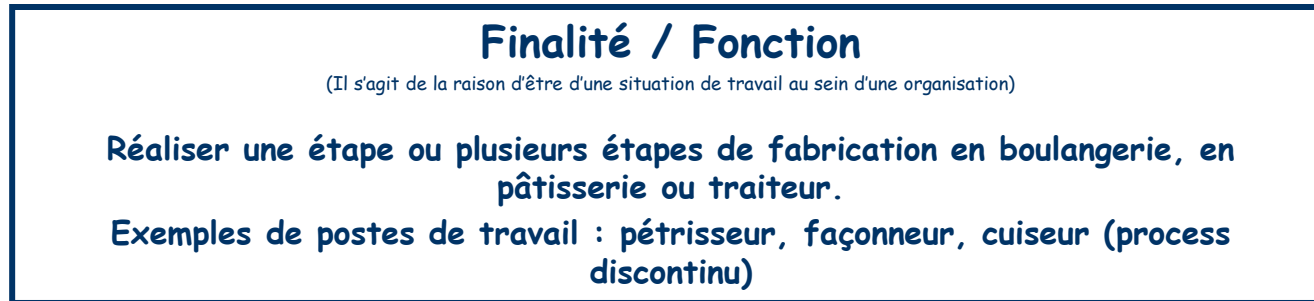 Finalité / Fonction
(Il s’agit de la raison d’être d’une situation de travail au sein d’une organisation)
Réaliser une étape ou plusieurs étapes de fabrication en boulangerie, en
pâtisserie ou traiteur.
Exemples de postes de travail : pétrisseur, façonneur, cuiseur (process
discontinu)